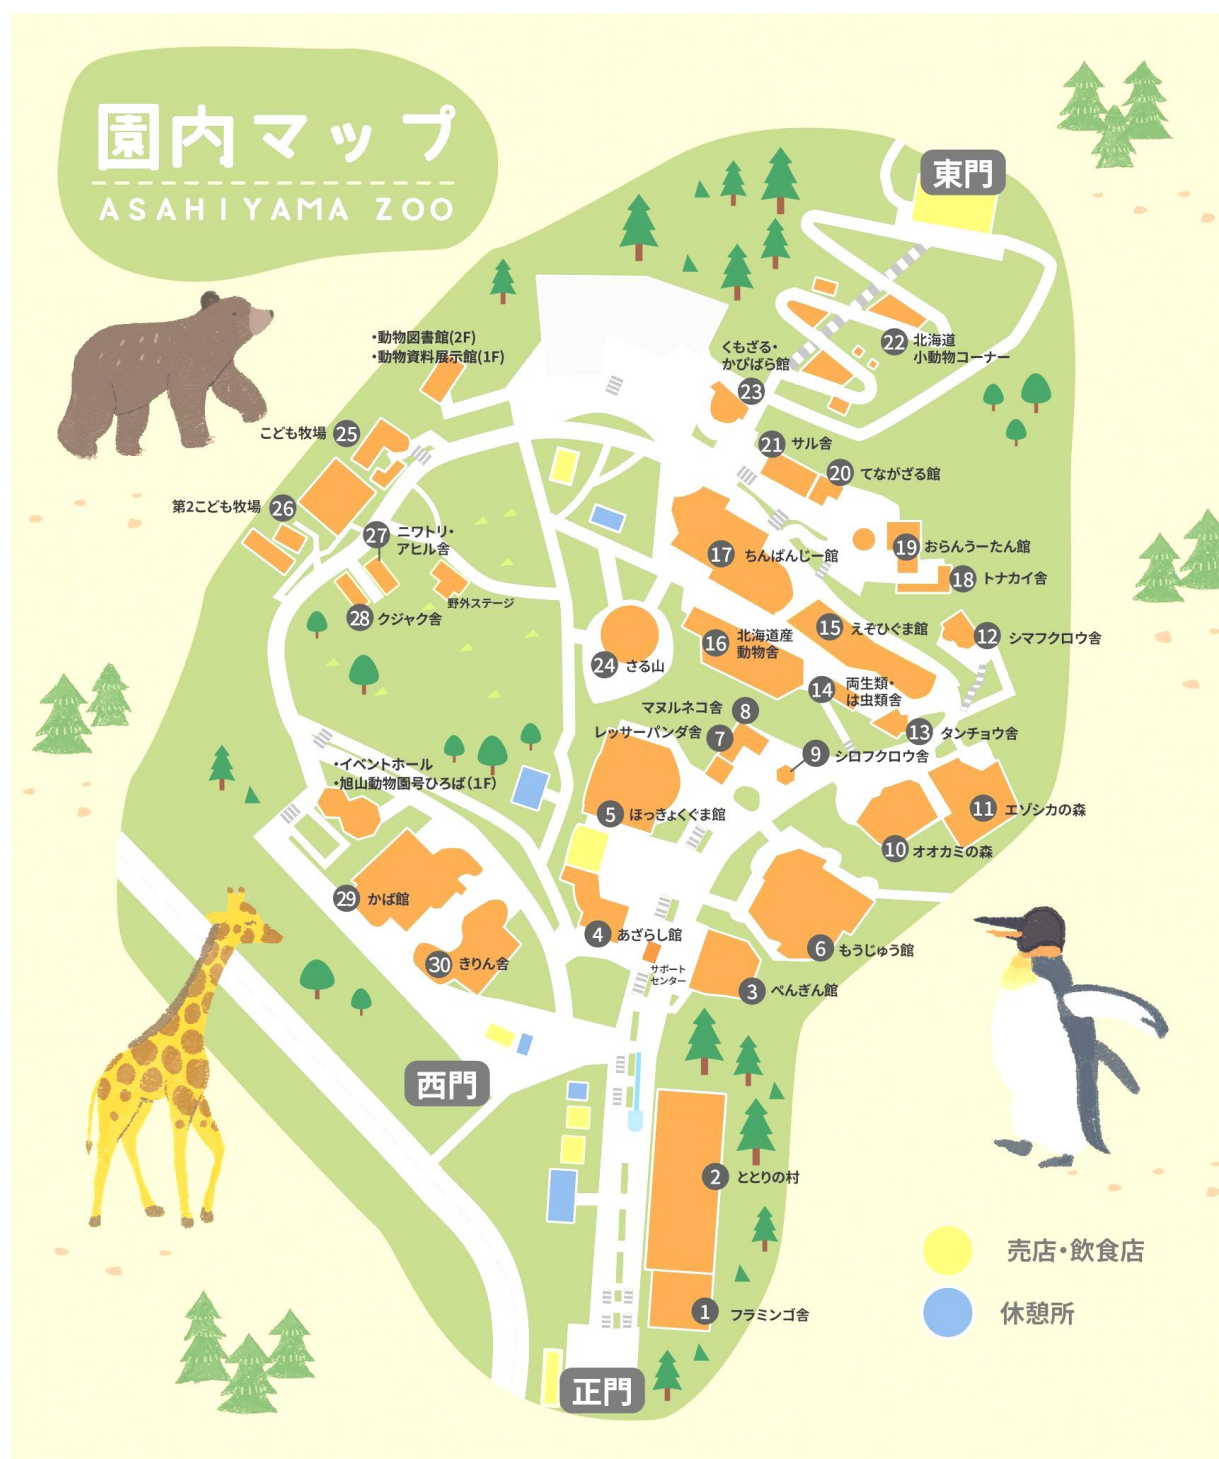 園内マップ
ASAHIYAMA ZOO
東門
・動物図書館(2F)
・動物資料展示館(1F)
くもざる・
かぴばら館
23
22 北海道
小動物コーナー
こども牧場 25
21 サル舎
20 てながざる館
第2こども牧場 26
27 ニワトリ・
アヒル舎
17 ちんぱんじー館
19 おらんうーたん館
18 トナカイ舎
野外ステージ
28 クジャク舎
15 えぞひぐま館
12 シマフクロウ舎
16 北海道産
動物舎
24 さる山
14 両生類・
は虫類舎
マヌルネコ舎 8
レッサーパンダ舎 7
13 タンチョウ舎
9 シロフクロウ舎
・イベントホール
・旭山動物園号ひろば(1F)
5 ほっきょくぐま館
11 エゾシカの森
10 オオカミの森
29 かば館
4 あざらし館
6 もうじゅう館
30 きりん舎
サポート
センター
3 ぺんぎん館
西門
2 ととりの村
売店・飲食店
1 フラミンゴ舎
休憩所
正門